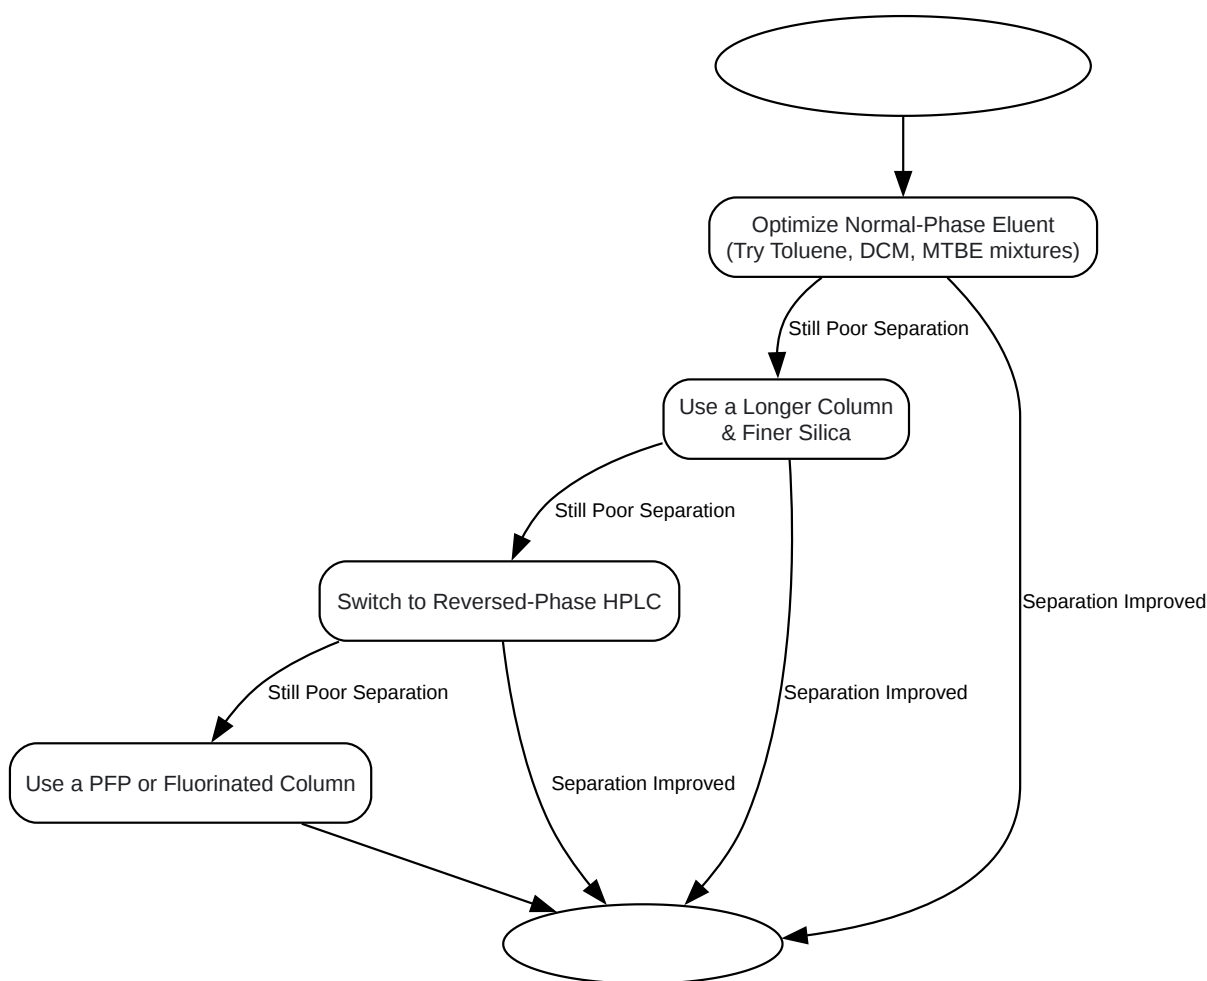 Optimize Normal-Phase Eluent
(Try Toluene, DCM, MTBE mixtures)
Still Poor Separation
Use a Longer Column
& Finer Silica
Still Poor Separation
Switch to Reversed-Phase HPLC
Separation Improved
Still Poor Separation
Separation Improved
Use a PFP or Fluorinated Column
Separation Improved